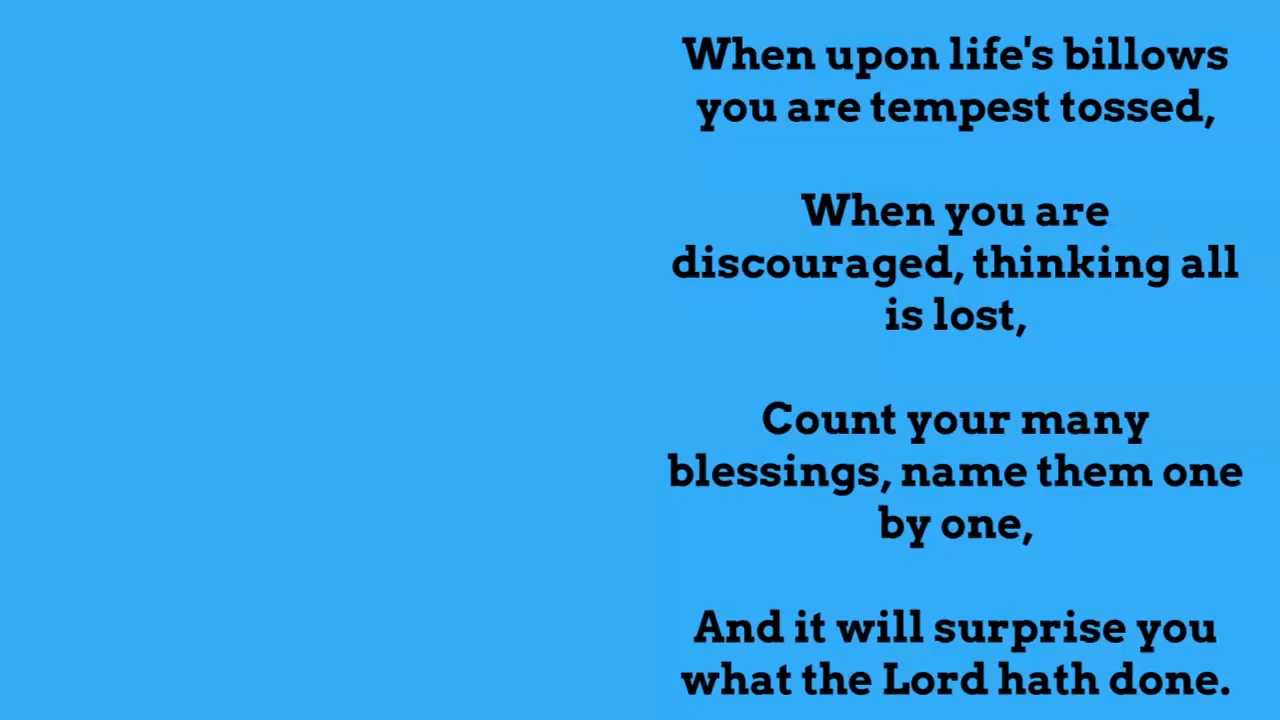 When upon life's billows
you are tempest tossed,
When you are
discouraged, thinking all
is lost,
Count your many
blessings, name them one
by one,
And it will surprise you
what the Lord hath done.